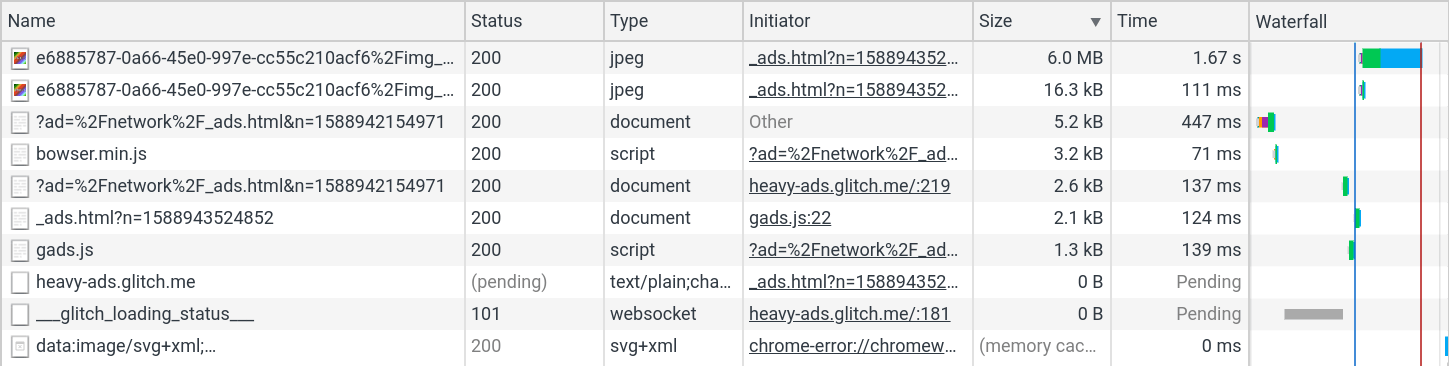 Name Status Type Initiator Size ▼ Time Waterfall
e6885787-0a66-45e0-997e-cc55c210acf6%2Fimg_… 200 jpeg _ads.html?n=158894352… 6.0 MB 1.67 s
e6885787-0a66-45e0-997e-cc55c210acf6%2Fimg_… 200 jpeg _ads.html?n=158894352… 16.3 kB 111 ms
?ad=%2Fnetwork%2F_ads.html&n=1588942154971 200 document Other 5.2 kB 447 ms
bowser.min.js 200 script ?ad=%2Fnetwork%2F_ad… 3.2 kB 71 ms
?ad=%2Fnetwork%2F_ads.html&n=1588942154971 200 document heavy-ads.glitch.me/:219 2.6 kB 137 ms
_ads.html?n=1588943524852 200 document gads.js:22 2.1 kB 124 ms
gads.js 200 script ?ad=%2Fnetwork%2F_ad… 1.3 kB 139 ms
heavy-ads.glitch.me (pending) text/plain;cha… _ads.html?n=158894352… 0 B Pending
___glitch_loading_status___ 101 websocket heavy-ads.glitch.me/:181 0 B Pending
data:image/svg+xml;… 200 svg+xml chrome-error://chromew… (memory cac… 0 ms